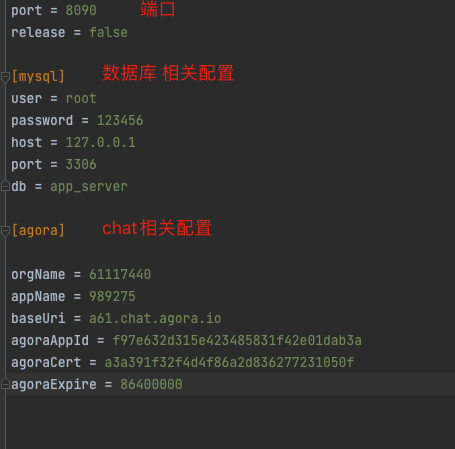 port = 8090 端口
release = false
[mysql] 数据库 相关配置
user = root
password = 123456
host = 127.0.0.1
port = 3306
db = app_server
[agora] chat相关配置
orgName = 61117440
appName = 989275
baseUri = a61.chat.agora.io
agoraAppId = f97e632d315e423485831f42e01dab3a
agoraCert = a3a391f32f4d4f86a2d836277231050f
agoraExpire = 86400000